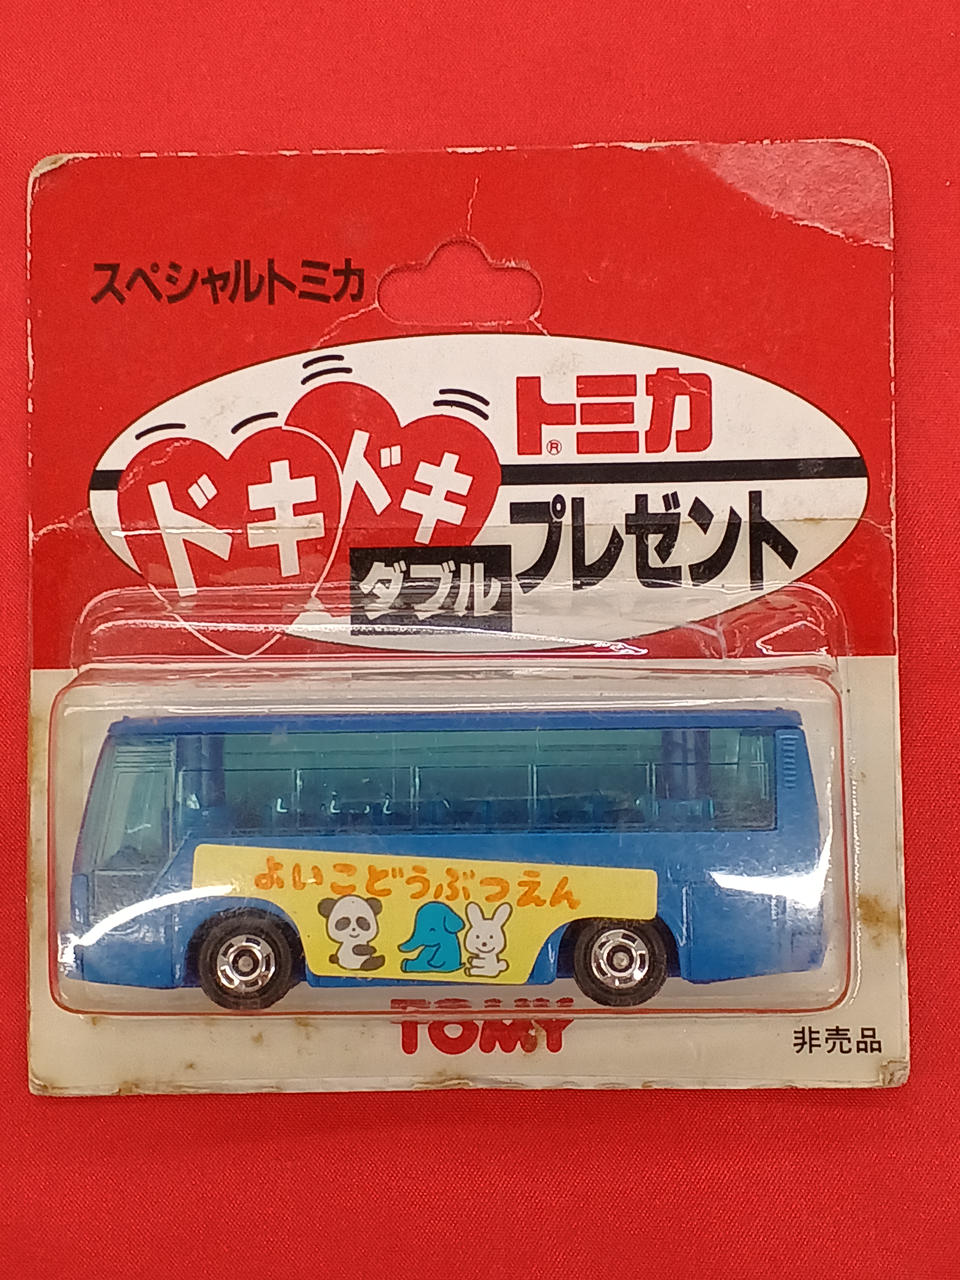 スペシャルトミカ
トミカ®
ドキドキ
ダブル
プレゼント
よいこどうぶつえん
TOMY
非売品